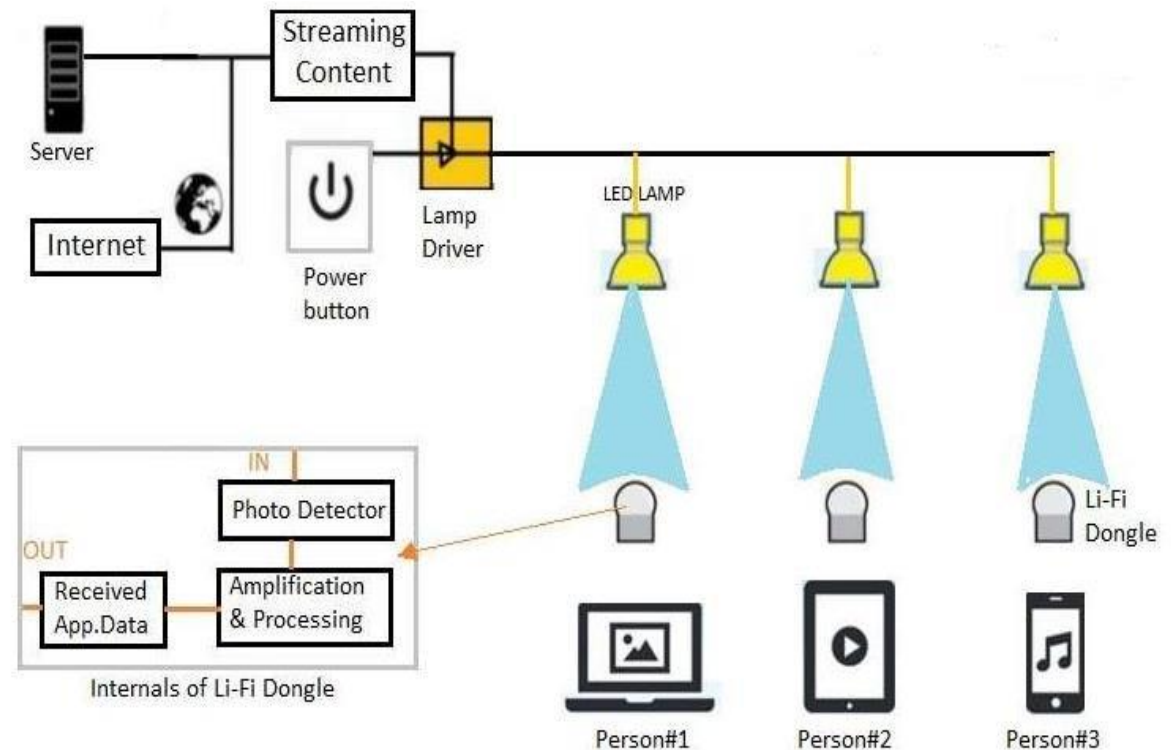 Streaming
Content
Server
Internet
Power
button
Lamp
Driver
LED LAMP
Li-Fi
Dongle
IN
Photo Detector
OUT
Received
App.Data
Amplification
& Processing
Internals of Li-Fi Dongle
Person#1
Person#2
Person#3